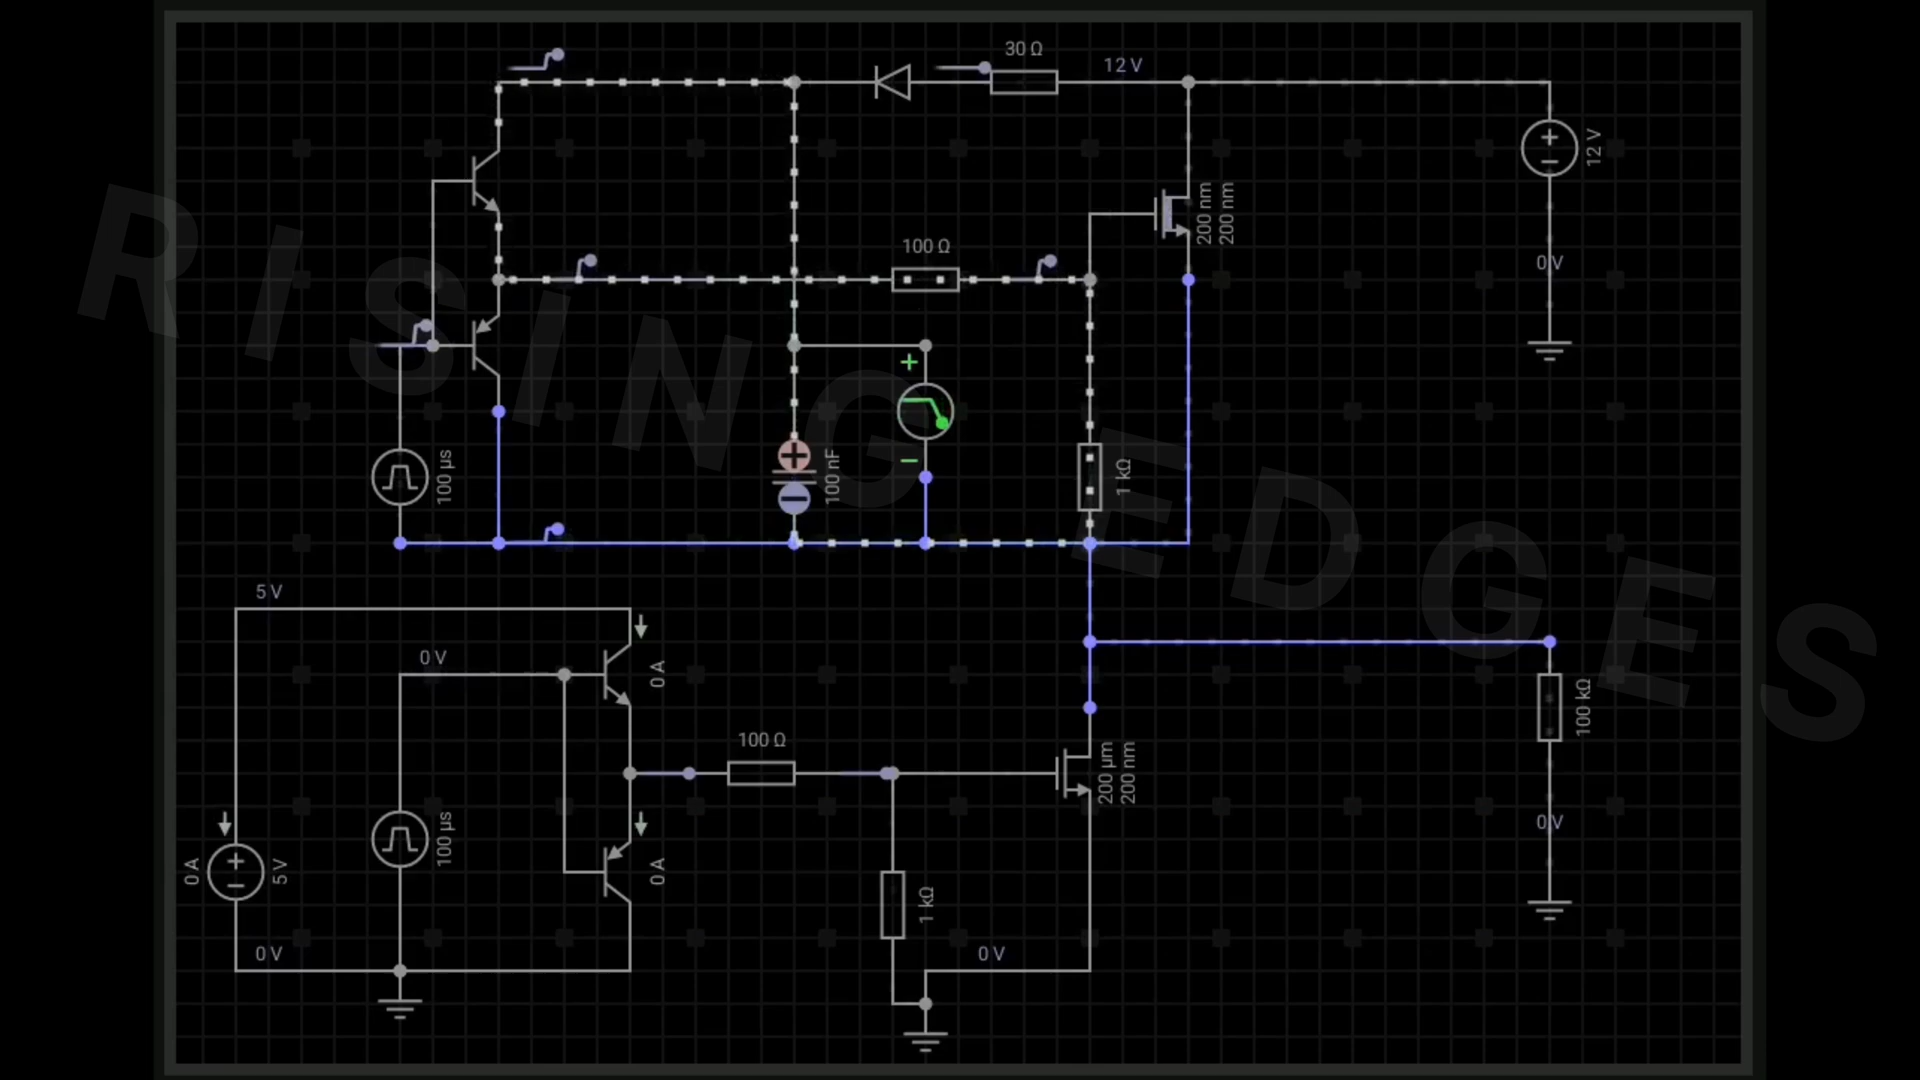 30 Ω
12 V
12 V
200 nm
200 nm
100 Ω
0 V
RISING EDGES
100 µs
100 nF
1 kΩ
5 V
0 V
0 A
100 kΩ
100 Ω
200 µm
200 nm
100 µs
0 V
0 A
5 V
0 A
1 kΩ
0 V
0 V